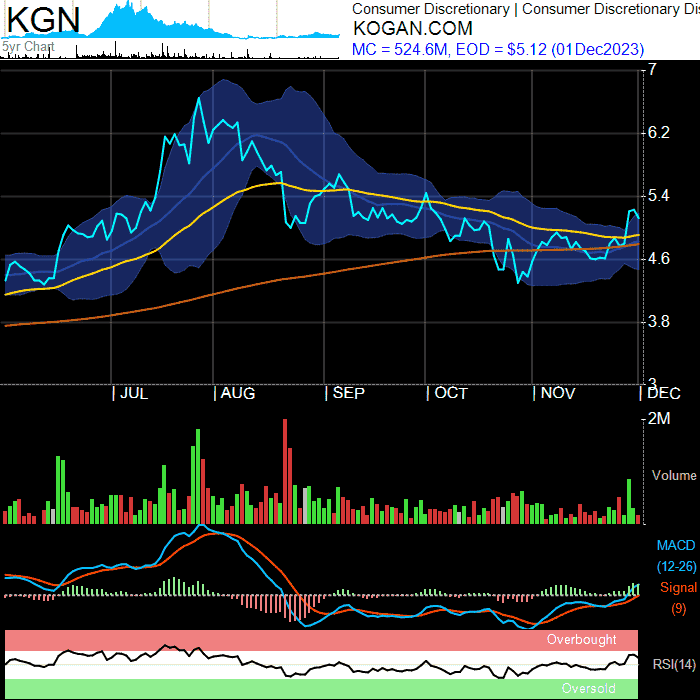 KGN
5yr Chart
Consumer Discretionary | Consumer Discretionary Dis
KOGAN.COM
MC = 524.6M, EOD = $5.12 (01Dec2023)
7
6.2
5.4
4.6
3.8
3
| JUL | AUG | SEP | OCT | NOV | DEC
2M
Volume
MACD
(12-26)
Signal
(9)
Overbought
RSI(14)
Oversold